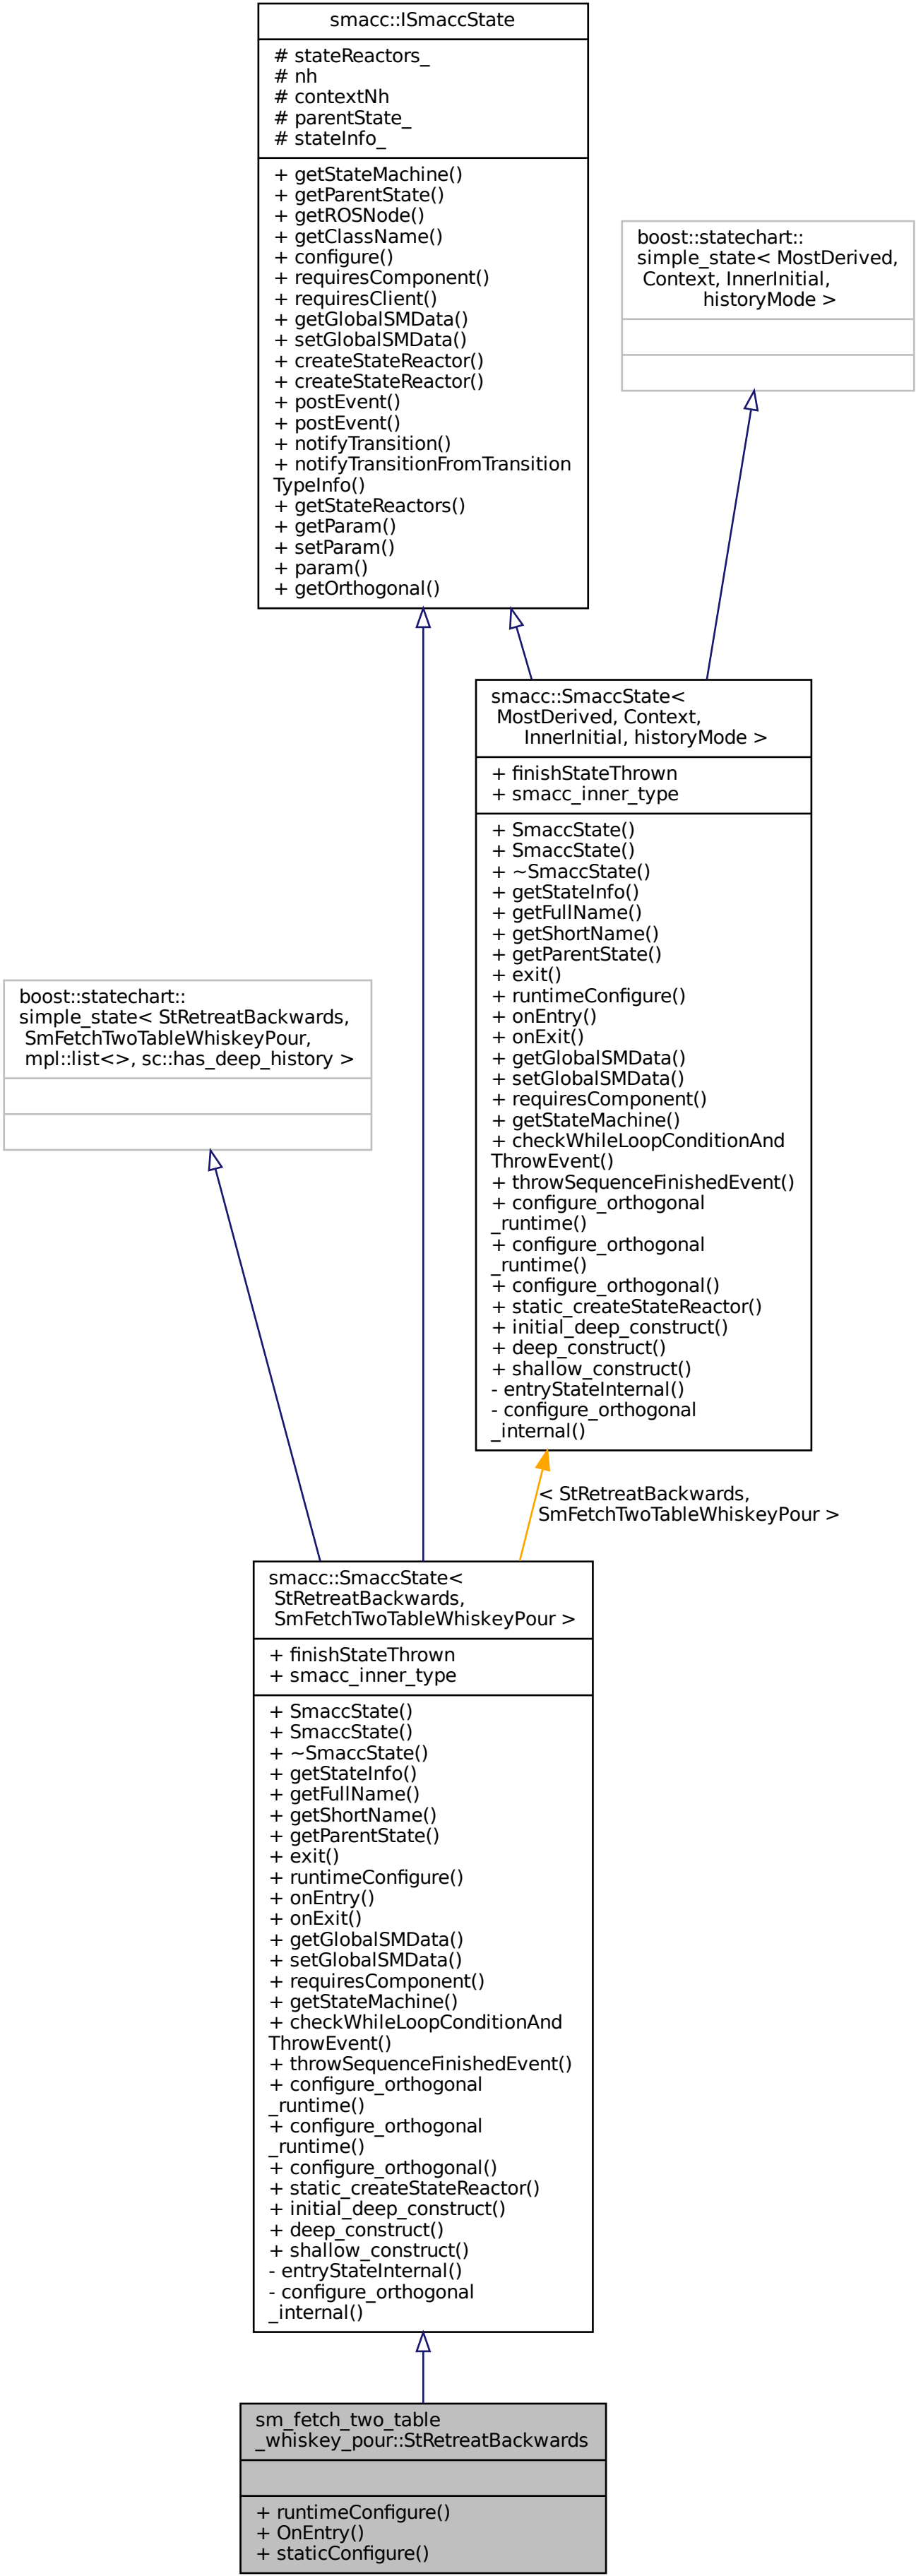 smacc::ISmaccState
# stateReactors_
# nh
# contextNh
# parentState_
# stateInfo_
+ getStateMachine()
+ getParentState()
+ getROSNode()
+ getClassName()
+ configure()
+ requiresComponent()
+ requiresClient()
+ getGlobalSMData()
+ setGlobalSMData()
+ createStateReactor()
+ createStateReactor()
+ postEvent()
+ postEvent()
+ notifyTransition()
+ notifyTransitionFromTransition
TypeInfo()
+ getStateReactors()
+ getParam()
+ setParam()
+ param()
+ getOrthogonal()
boost::statechart::
simple_state< MostDerived,
Context, InnerInitial,
historyMode >
smacc::SmaccState<
MostDerived, Context,
InnerInitial, historyMode >
+ finishStateThrown
+ smacc_inner_type
+ SmaccState()
+ SmaccState()
+ ~SmaccState()
+ getStateInfo()
+ getFullName()
+ getShortName()
+ getParentState()
+ exit()
+ runtimeConfigure()
+ onEntry()
+ onExit()
+ getGlobalSMData()
+ setGlobalSMData()
+ requiresComponent()
+ getStateMachine()
+ checkWhileLoopConditionAnd
ThrowEvent()
+ throwSequenceFinishedEvent()
+ configure_orthogonal
_runtime()
+ configure_orthogonal
_runtime()
+ configure_orthogonal()
+ static_createStateReactor()
+ initial_deep_construct()
+ deep_construct()
+ shallow_construct()
- entryStateInternal()
- configure_orthogonal
_internal()
boost::statechart::
simple_state< StRetreatBackwards,
SmFetchTwoTableWhiskeyPour,
mpl::list<>, sc::has_deep_history >
< StRetreatBackwards,
SmFetchTwoTableWhiskeyPour >
smacc::SmaccState<
StRetreatBackwards,
SmFetchTwoTableWhiskeyPour >
+ finishStateThrown
+ smacc_inner_type
+ SmaccState()
+ SmaccState()
+ ~SmaccState()
+ getStateInfo()
+ getFullName()
+ getShortName()
+ getParentState()
+ exit()
+ runtimeConfigure()
+ onEntry()
+ onExit()
+ getGlobalSMData()
+ setGlobalSMData()
+ requiresComponent()
+ getStateMachine()
+ checkWhileLoopConditionAnd
ThrowEvent()
+ throwSequenceFinishedEvent()
+ configure_orthogonal
_runtime()
+ configure_orthogonal
_runtime()
+ configure_orthogonal()
+ static_createStateReactor()
+ initial_deep_construct()
+ deep_construct()
+ shallow_construct()
- entryStateInternal()
- configure_orthogonal
_internal()
sm_fetch_two_table
_whiskey_pour::StRetreatBackwards
+ runtimeConfigure()
+ OnEntry()
+ staticConfigure()